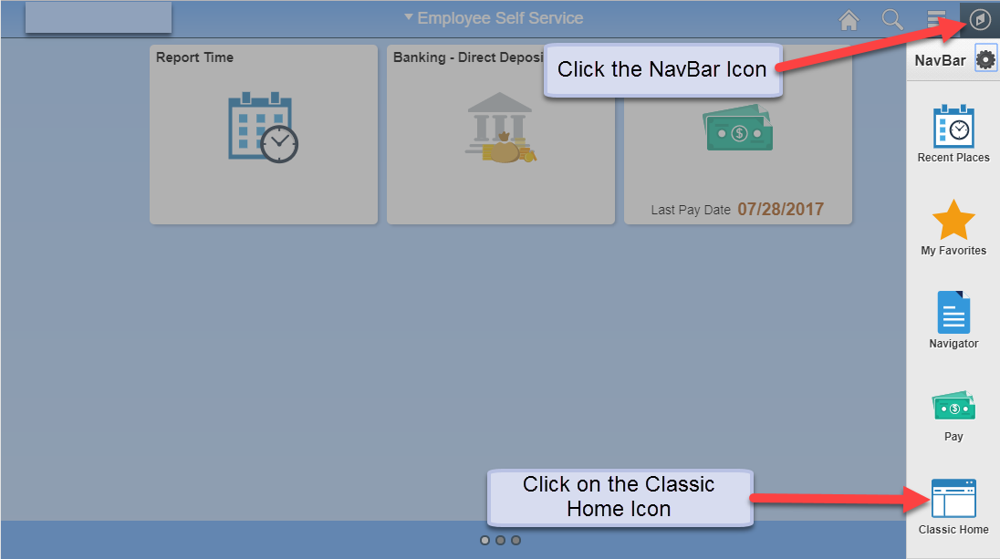 Employee Self Service
Report Time
Banking - Direct Deposi
Click the NavBar Icon
NavBar
Recent Places
Last Pay Date 07/28/2017
My Favorites
Navigator
Pay
Click on the Classic
Home Icon
Classic Home